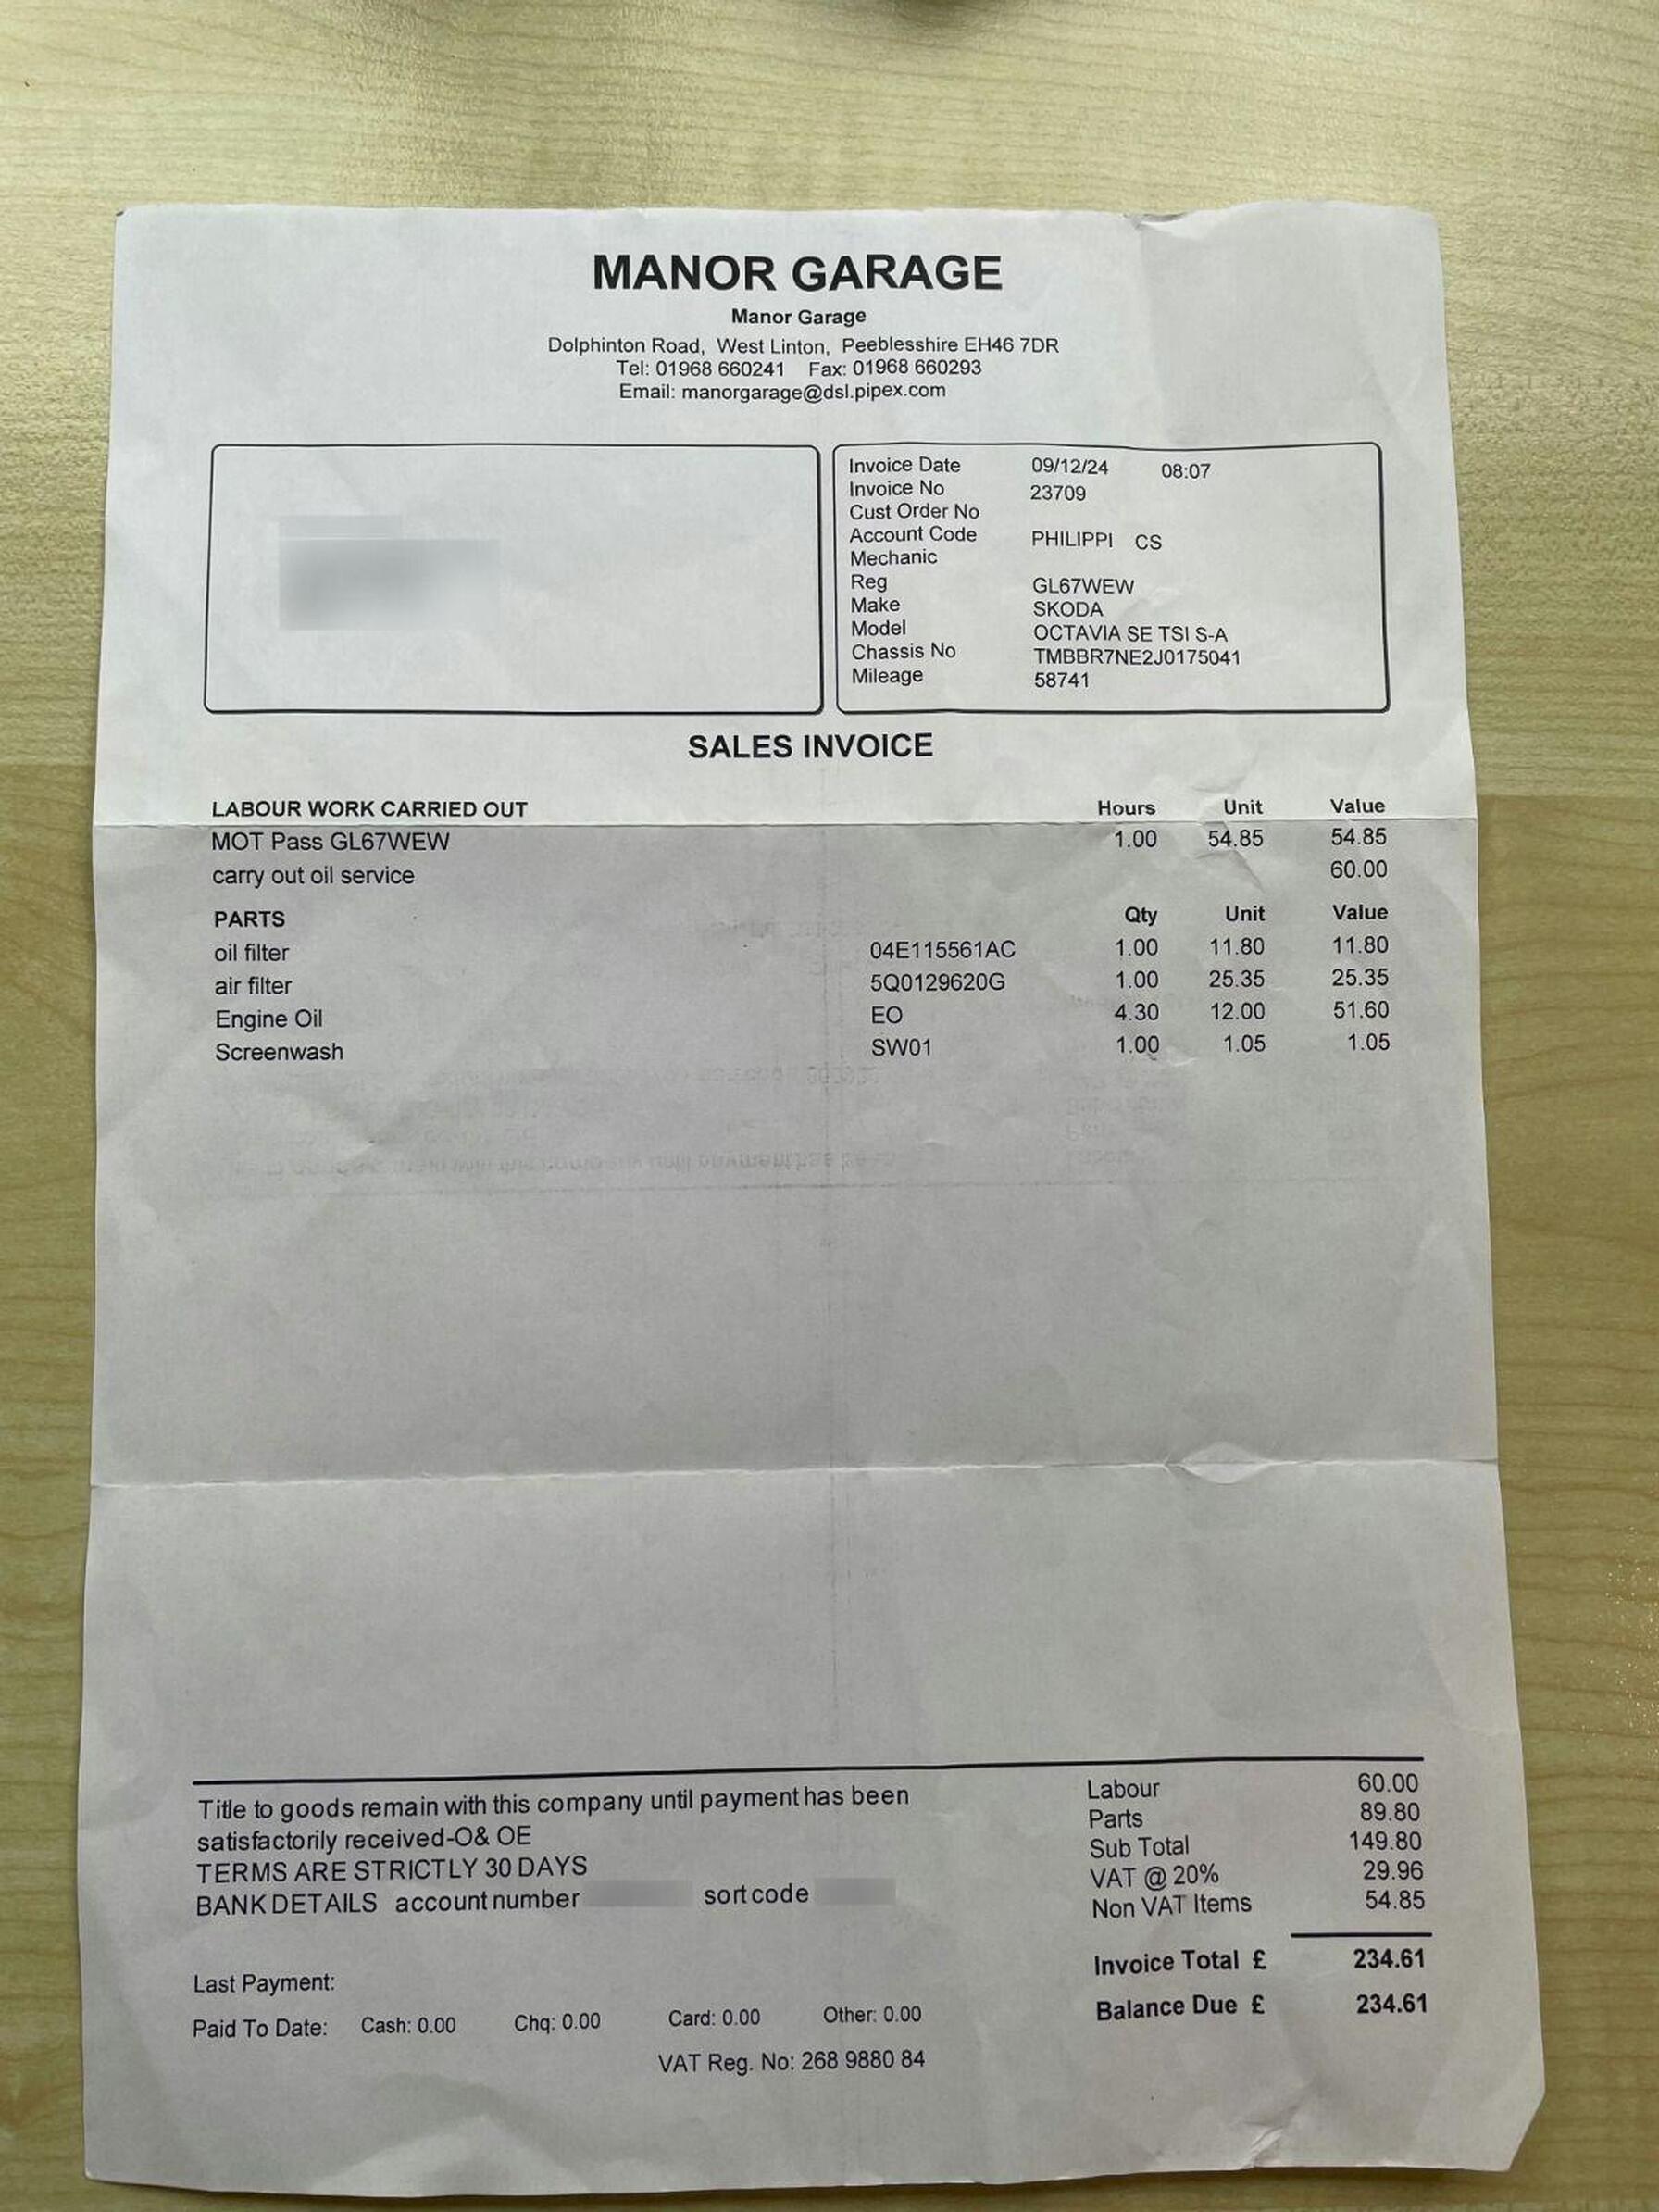 MANOR GARAGE
Manor Garage
Dolphinton Road, West Linton, Peeblesshire EH46 7DR
Tel: 01968 660241 Fax: 01968 660293
Email: manorgarage@dsl.pipex.com
Invoice Date 09/12/24 08:07
Invoice No 23709
Cust Order No
Account Code PHILIPPI CS
Mechanic
Reg GL67WEW
Make SKODA
Model OCTAVIA SE TSI S-A
Chassis No TMBBR7NE2J0175041
Mileage 58741
SALES INVOICE
LABOUR WORK CARRIED OUT Hours Unit Value
MOT Pass GL67WEW 1.00 54.85 54.85
carry out oil service 60.00
PARTS Qty Unit Value
oil filter 04E115561AC 1.00 11.80 11.80
air filter 5Q0129620G 1.00 25.35 25.35
Engine Oil EO 4.30 12.00 51.60
Screenwash SW01 1.00 1.05 1.05
Title to goods remain with this company until payment has been
satisfactorily received-O& OE
TERMS ARE STRICTLY 30 DAYS
BANK DETAILS account number sort code
Labour 60.00
Parts 89.80
Sub Total 149.80
VAT @ 20% 29.96
Non VAT Items 54.85
Invoice Total £ 234.61
Balance Due £ 234.61
Last Payment:
Paid To Date: Cash: 0.00 Chq: 0.00 Card: 0.00 Other: 0.00
VAT Reg. No: 268 9880 84